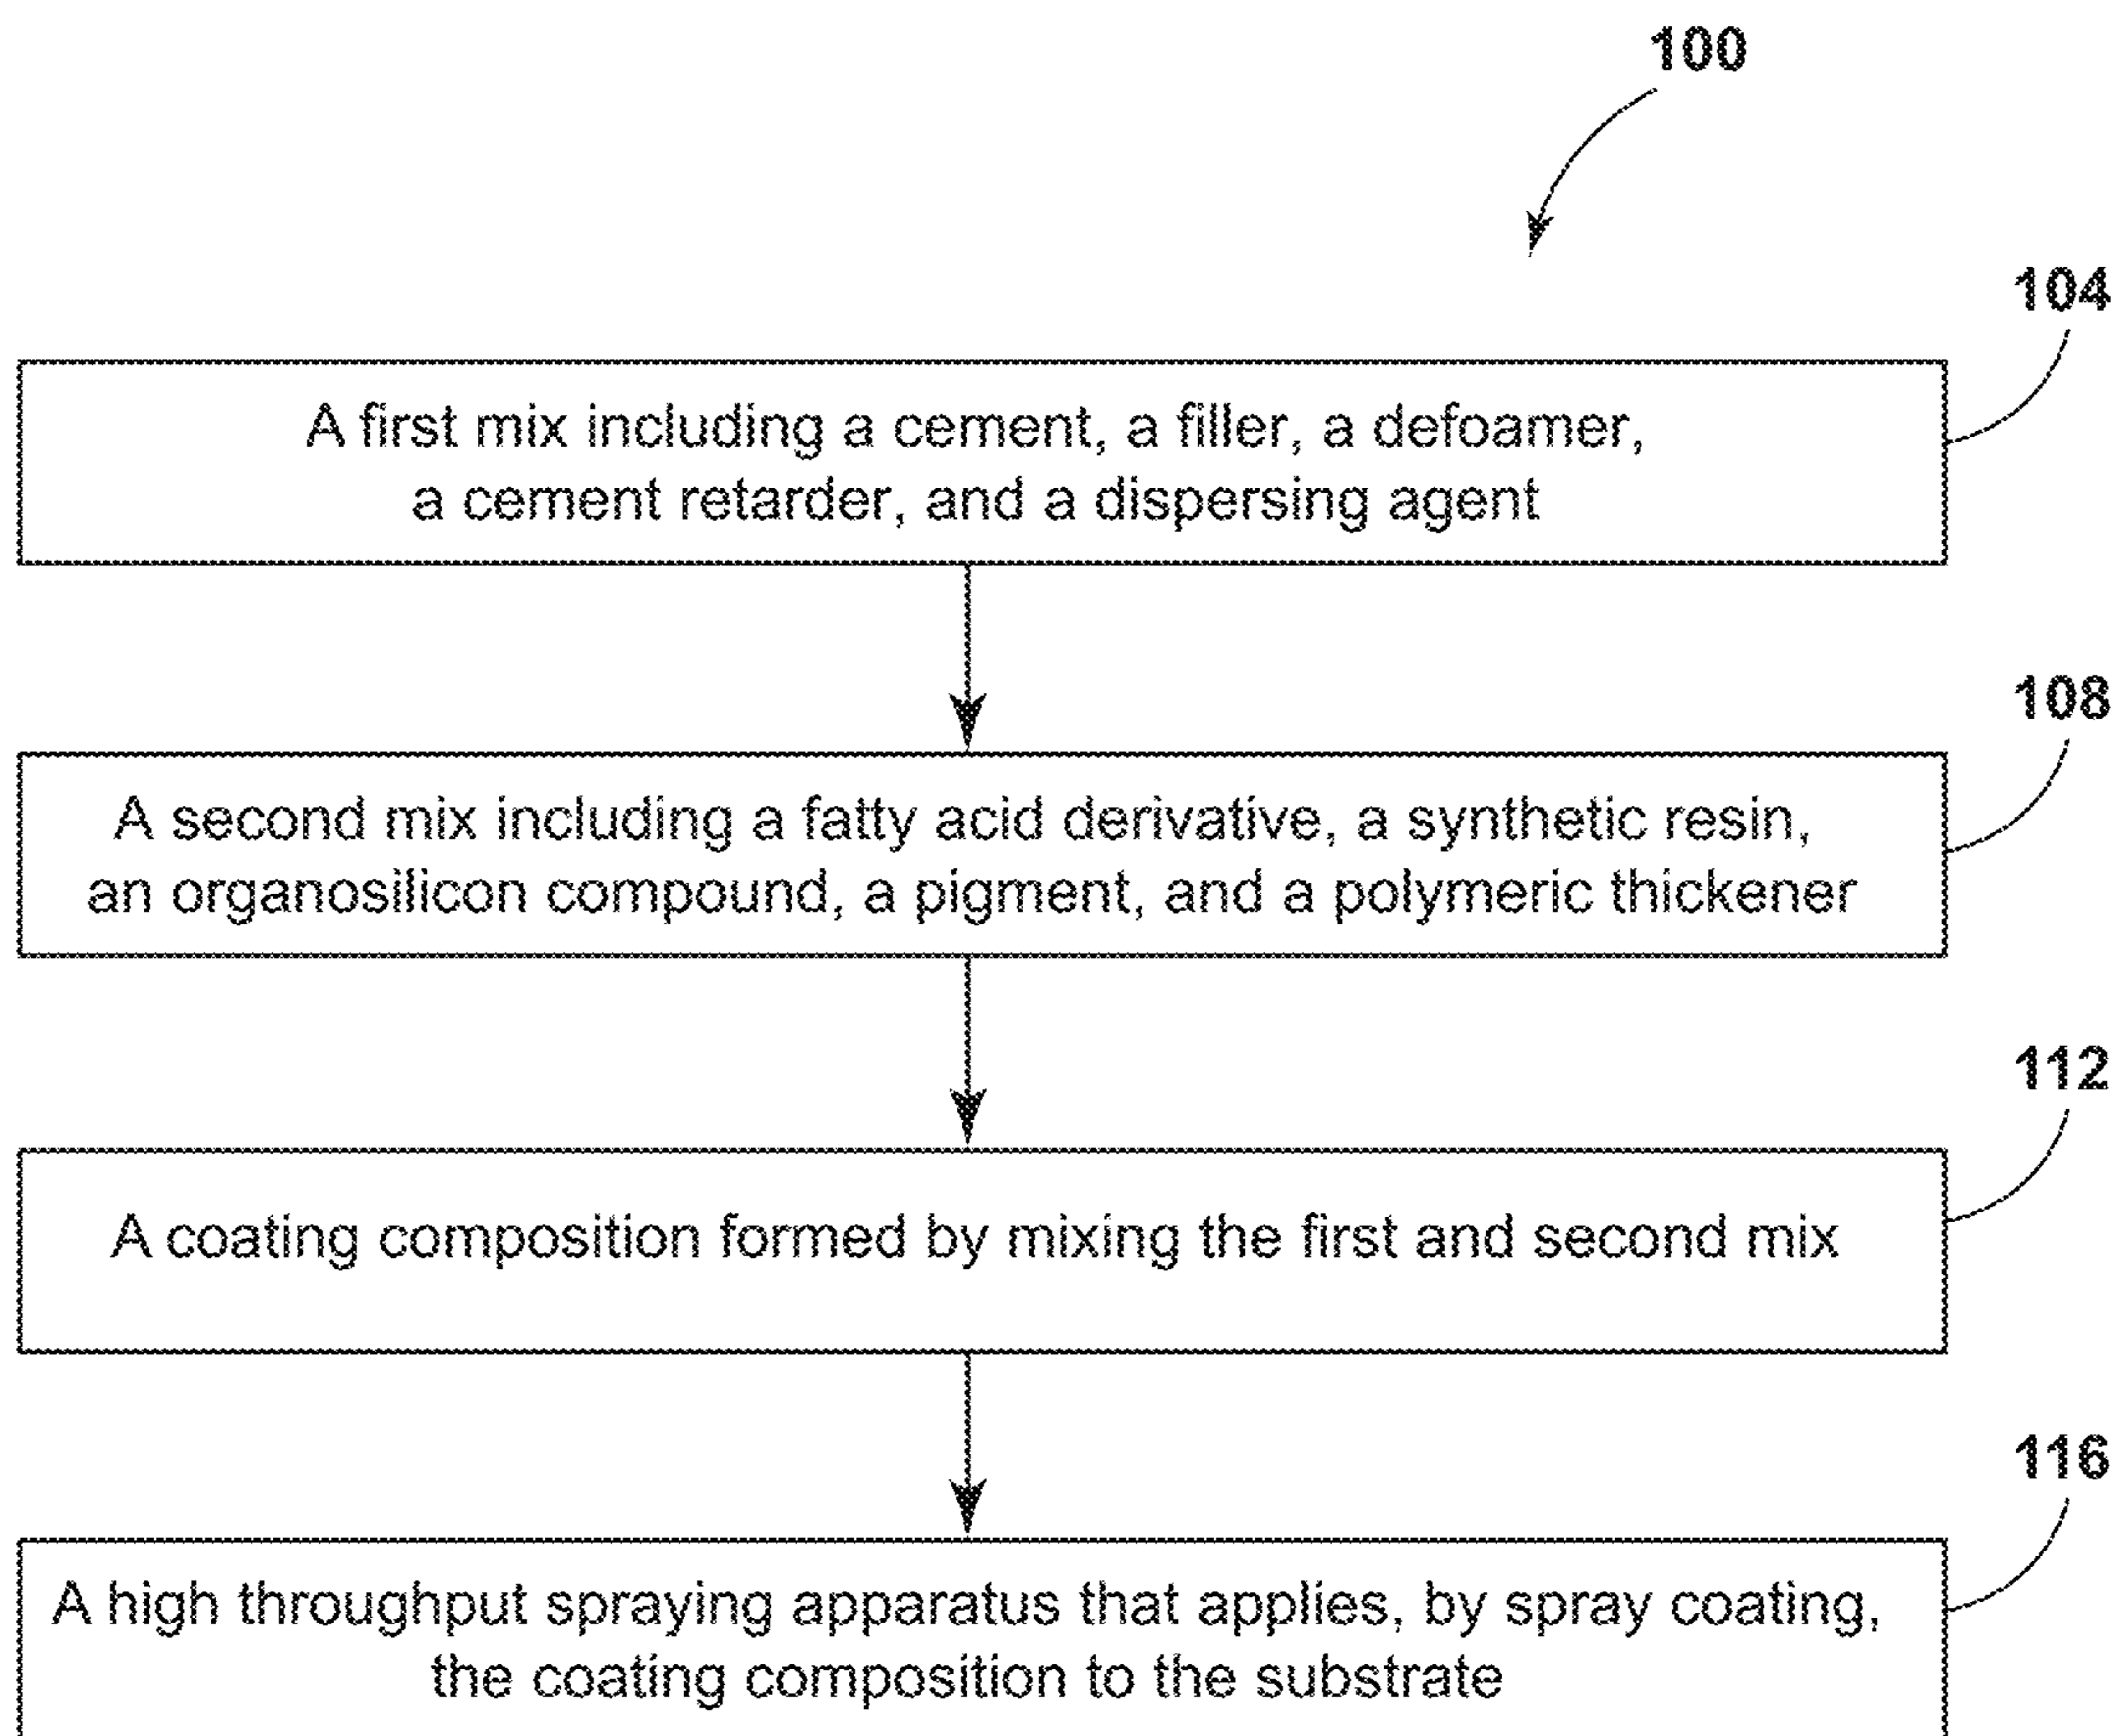 100
104
A first mix including a cement, a filler, a defoamer,
a cement retarder, and a dispersing agent
108
A second mix including a fatty acid derivative, a synthetic resin,
an organosilicon compound, a pigment, and a polymeric thickener
112
A coating composition formed by mixing the first and second mix
116
A high throughput spraying apparatus that applies, by spray coating,
the coating composition to the substrate